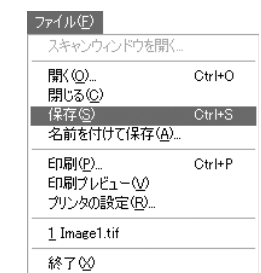 ファイル(F)
スキャンウィンドウを開く...
開く(O)... Ctrl+O
閉じる(C)
保存(S) Ctrl+S
名前を付けて保存(A)...
印刷(P)... Ctrl+P
印刷プレビュー(V)
プリンタの設定(R)...
1 Image1.tif
終了(X)